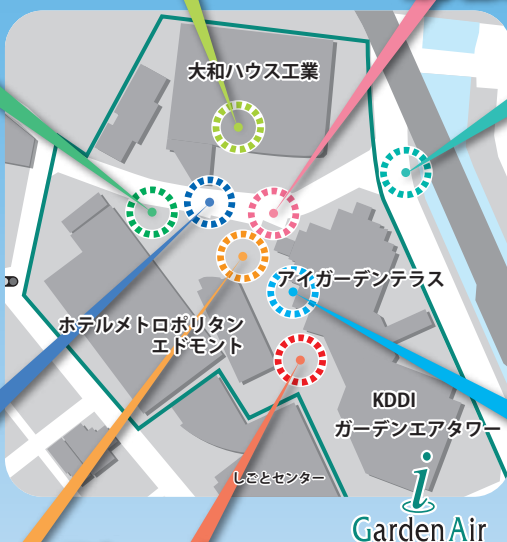 大和ハウス工業
アイガーデンテラス
ホテルメトロポリタン
エドモント
KDDI
ガーデンエアタワー
しごとセンター
i
Garden Air